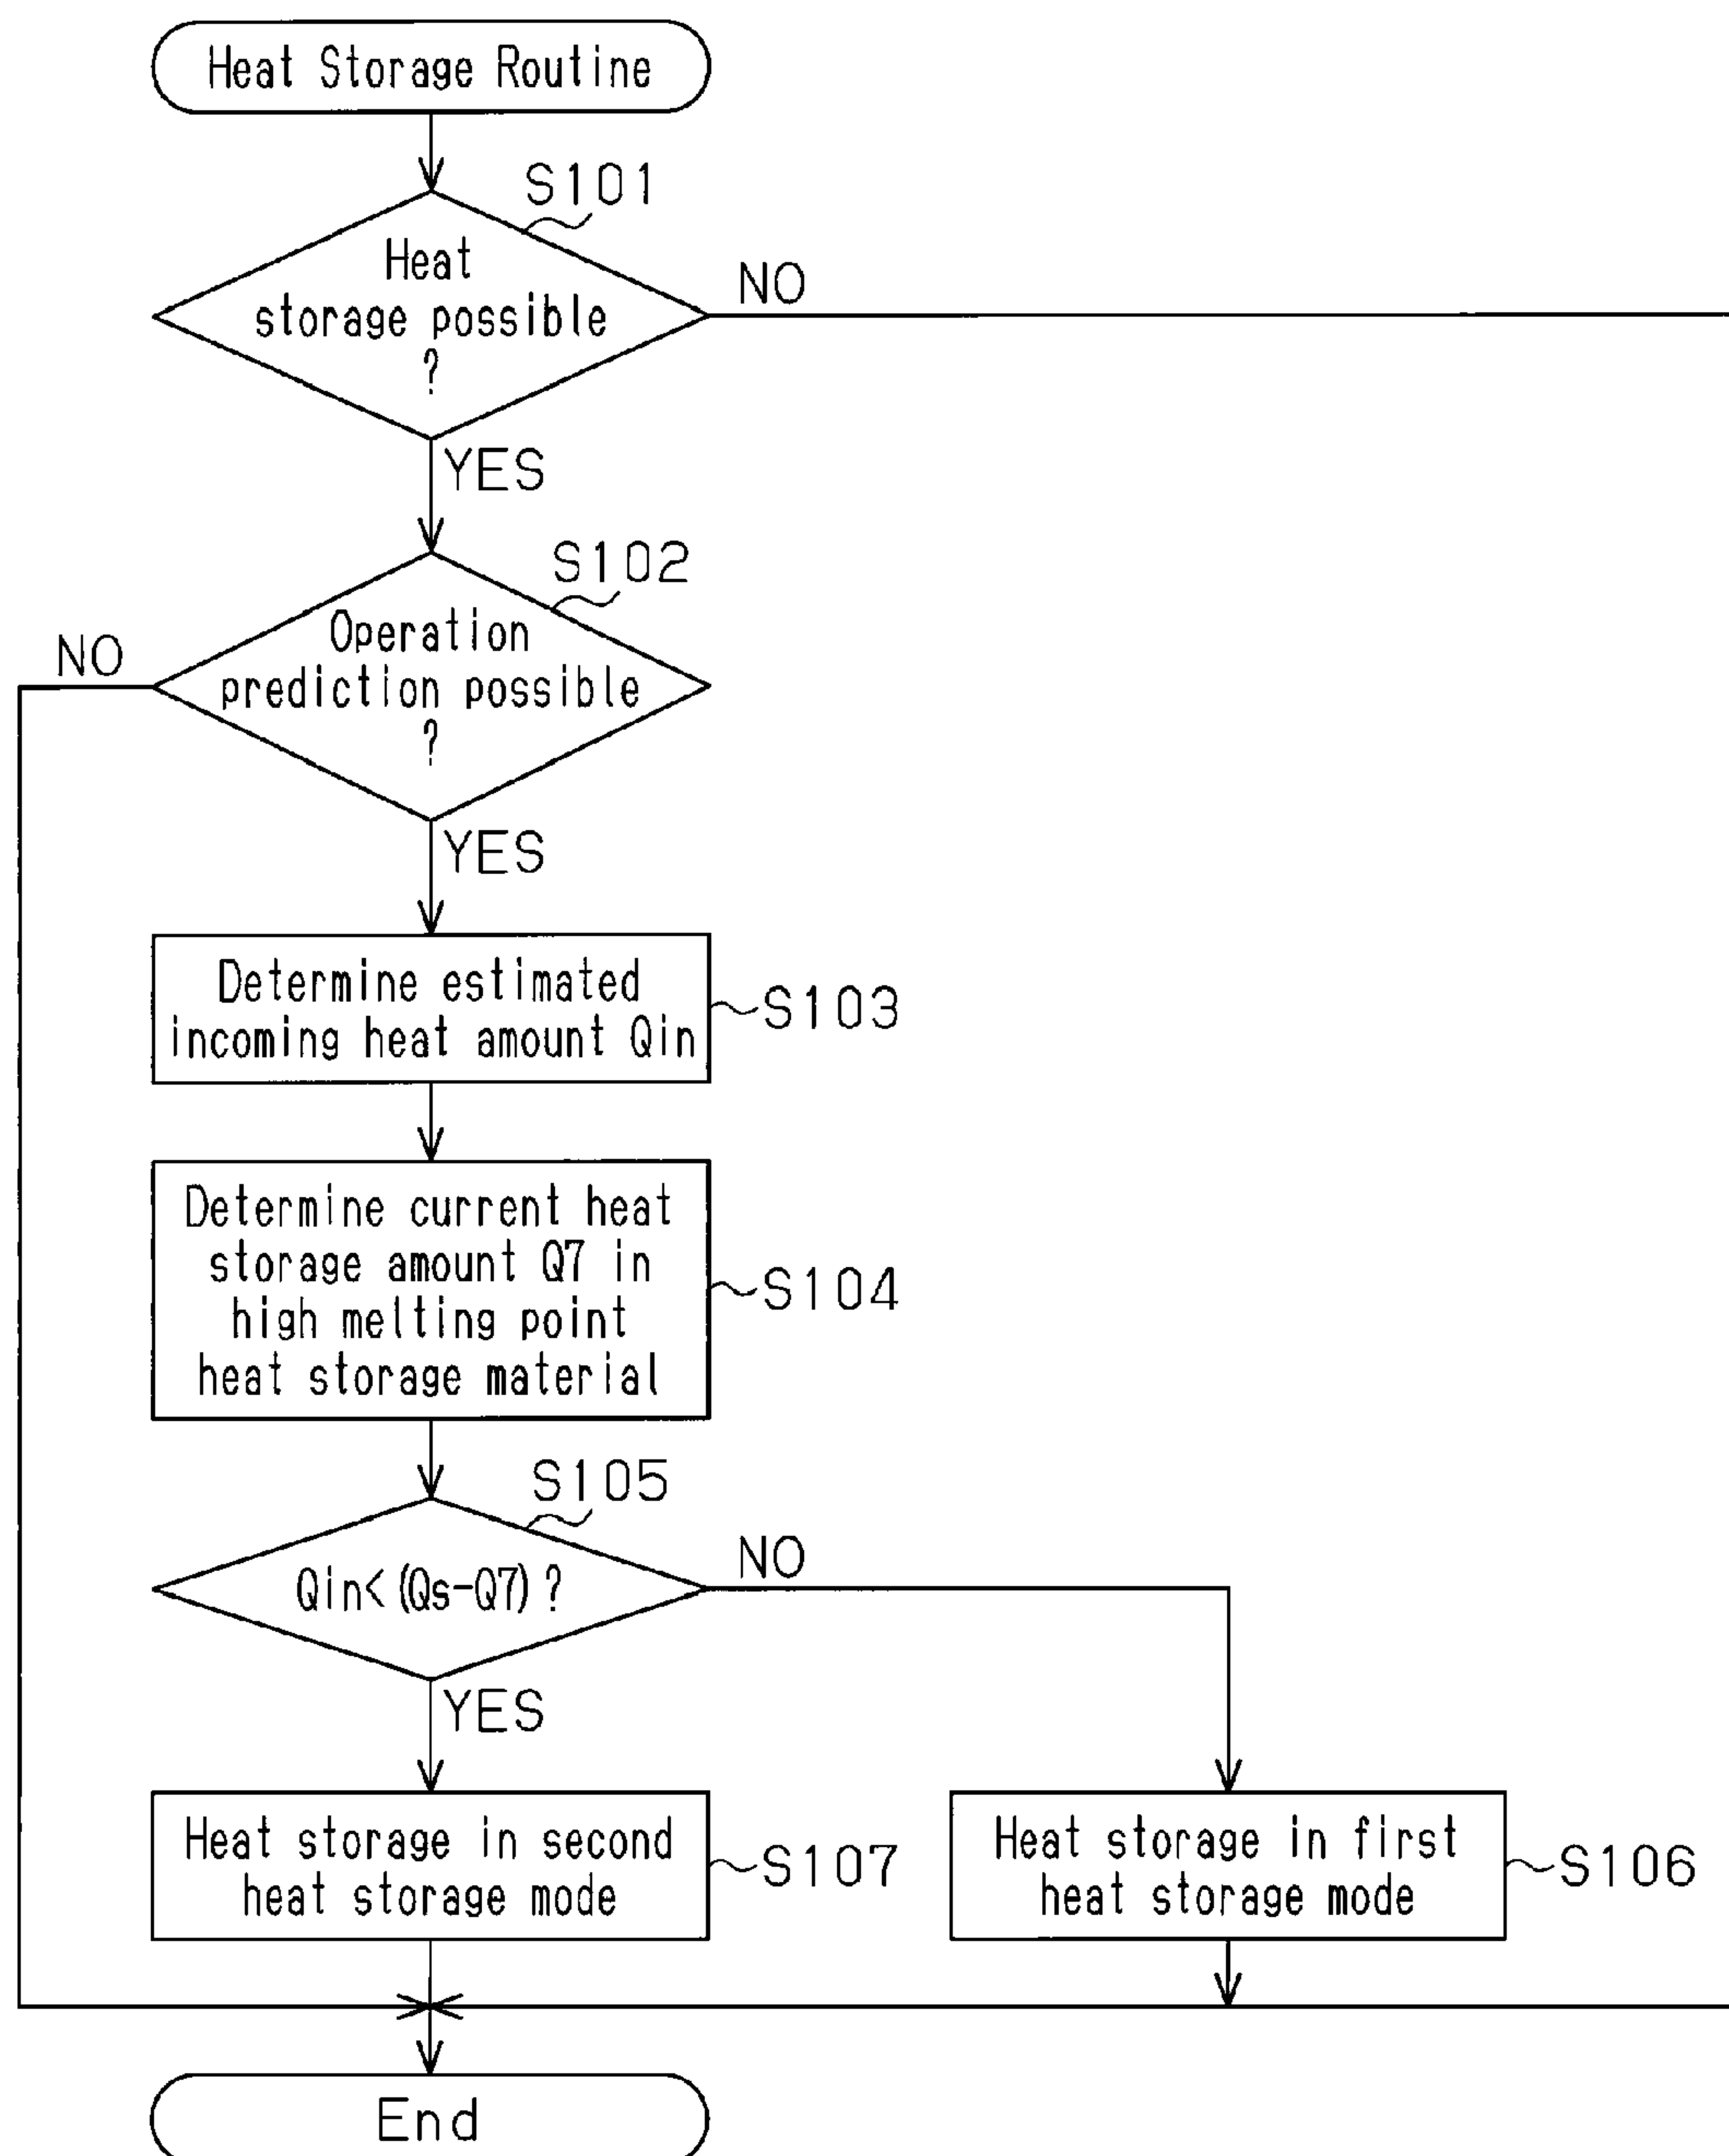 Heat Storage Routine
S101
Heat
storage possible
?
NO
YES
S102
Operation
prediction possible
?
NO
YES
Determine estimated
incoming heat amount Qin
S103
Determine current heat
storage amount Q7 in
high melting point
heat storage material
S104
S105
Qin<(Qs-Q7)?
NO
YES
Heat storage in second
heat storage mode
S107
Heat storage in first
heat storage mode
S106
End